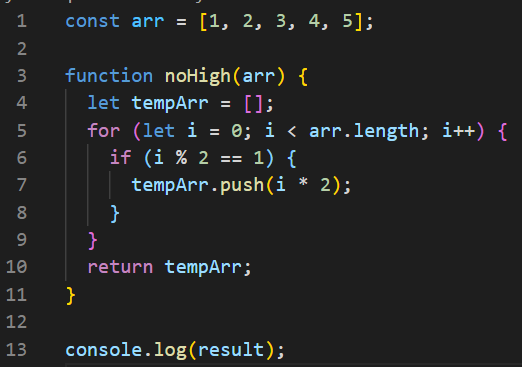 1 const arr = [1, 2, 3, 4, 5];
2
3 function noHigh(arr) {
4 let tempArr = [];
5 for (let i = 0; i < arr.length; i++) {
6 if (i % 2 == 1) {
7 tempArr.push(i * 2);
8 }
9 }
10 return tempArr;
11 }
12
13 console.log(result);